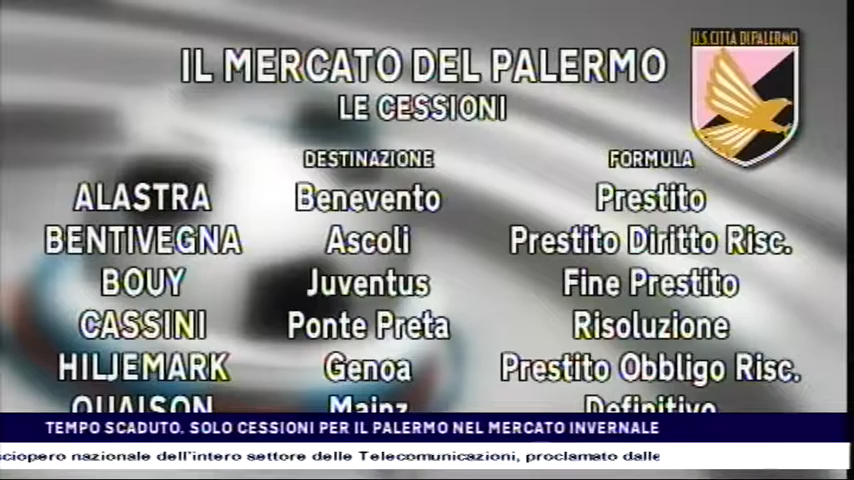 U.S. CITTÀ DI PALERMO
IL MERCATO DEL PALERMO
LE CESSIONI
DESTINAZIONE FORMULA
ALASTRA Benevento Prestito
BENTIVEGNA Ascoli Prestito Diritto Risc.
BOUY Juventus Fine Prestito
CASSINI Ponte Preta Risoluzione
HILJEMARK Genoa Prestito Obbligo Risc.
QUAISON Mainz Definitivo
TEMPO SCADUTO. SOLO CESSIONI PER IL PALERMO NEL MERCATO INVERNALE
sciopero nazionale dell'intero settore delle Telecomunicazioni, proclamato dalle